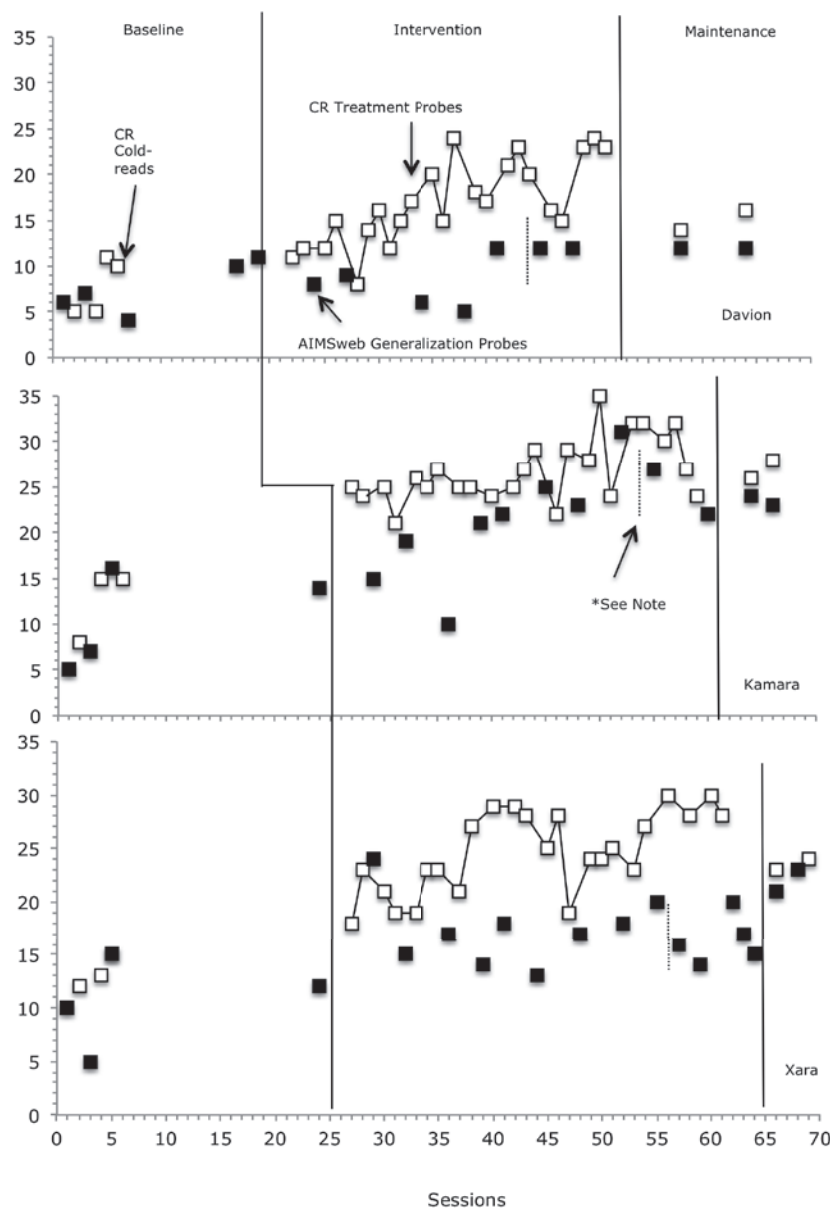 Baseline
Intervention
Maintenance
35
30
25
20
15
10
5
0
CR
Cold-
reads
CR Treatment Probes
AIMSweb Generalization Probes
Davion
35
30
25
20
15
10
5
0
*See Note
Kamara
35
30
25
20
15
10
5
0
Xara
0 5 10 15 20 25 30 35 40 45 50 55 60 65 70
Sessions